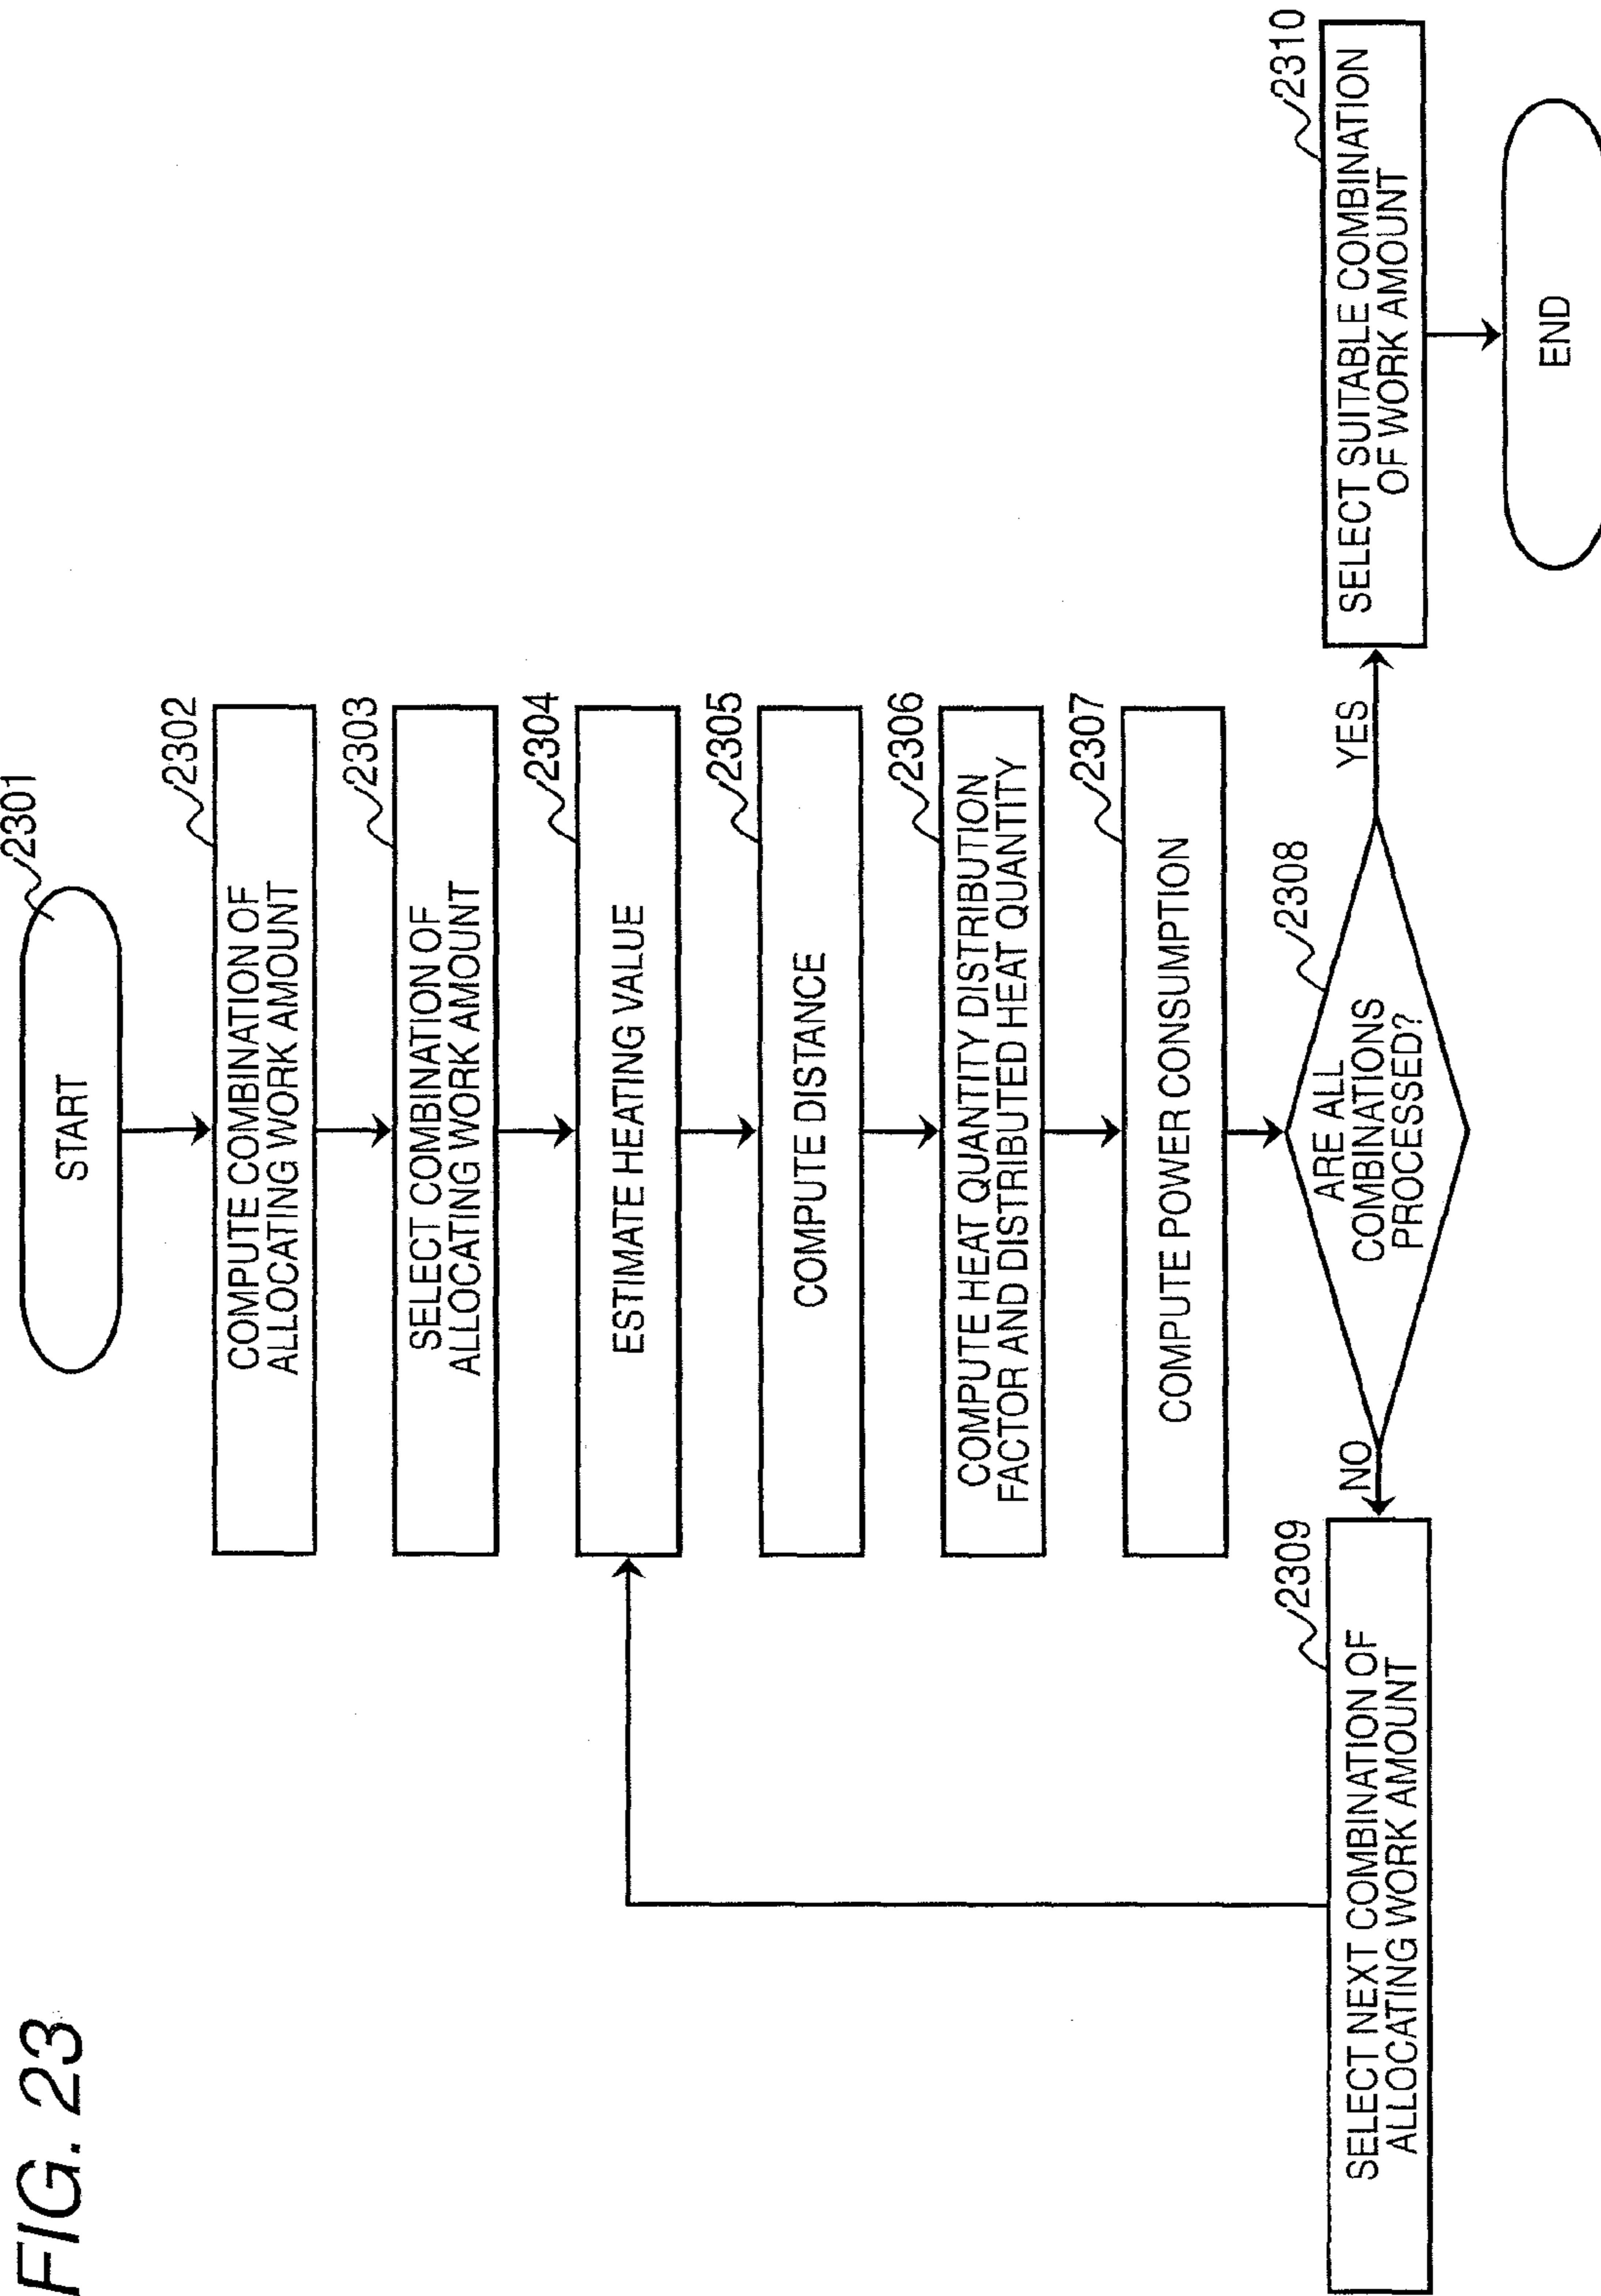 FIG. 23
2301
START
2302
COMPUTE COMBINATION OF
ALLOCATING WORK AMOUNT
2303
SELECT COMBINATION OF
ALLOCATING WORK AMOUNT
2304
ESTIMATE HEATING VALUE
2305
COMPUTE DISTANCE
2306
COMPUTE HEAT QUANTITY DISTRIBUTION
FACTOR AND DISTRIBUTED HEAT QUANTITY
2307
COMPUTE POWER CONSUMPTION
2308
ARE ALL
COMBINATIONS
PROCESSED?
NO
YES
2309
SELECT NEXT COMBINATION OF
ALLOCATING WORK AMOUNT
2310
SELECT SUITABLE COMBINATION
OF WORK AMOUNT
END